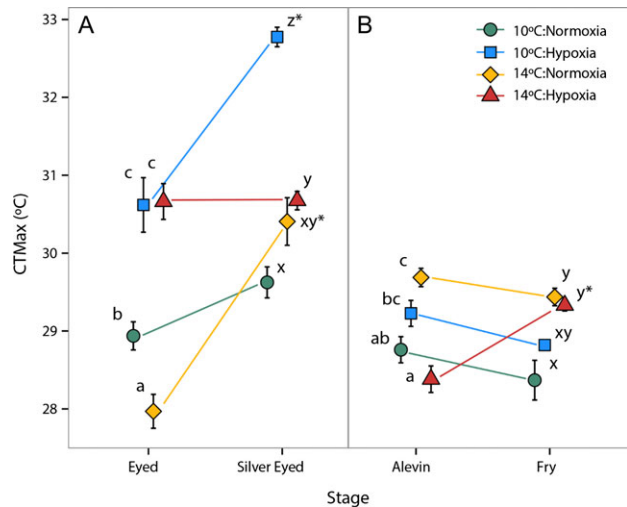 A
B
10ºC:Normoxia
10ºC:Hypoxia
14ºC:Normoxia
14ºC:Hypoxia
CTMax (ºC)
33
32
31
30
29
28
z*
c c
y
xy*
x
b
a
c
bc
ab
a
y
y*
xy
x
Eyed Silver Eyed Alevin Fry
Stage